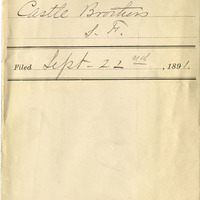 Castle Brothers
S. F.
Filed Sept - 22nd, 1891.